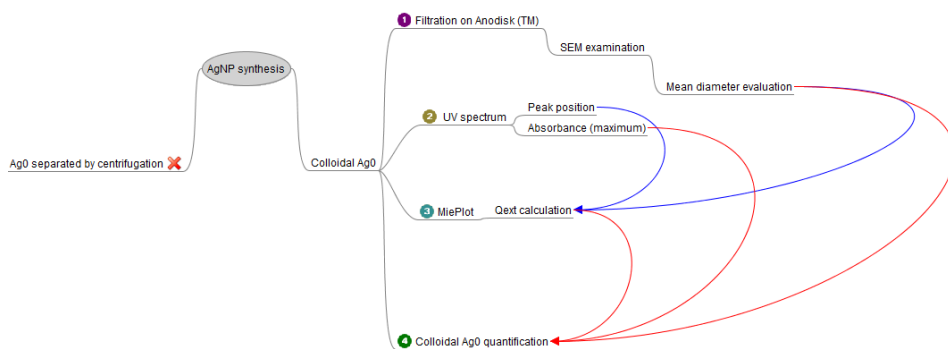 1 Filtration on Anodisk (TM)
SEM examination
AgNP synthesis
Mean diameter evaluation
Peak position
2 UV spectrum
Absorbance (maximum)
Ag0 separated by centrifugation
Colloidal Ag0
3 MiePlot
Qext calculation
4 Colloidal Ag0 quantification